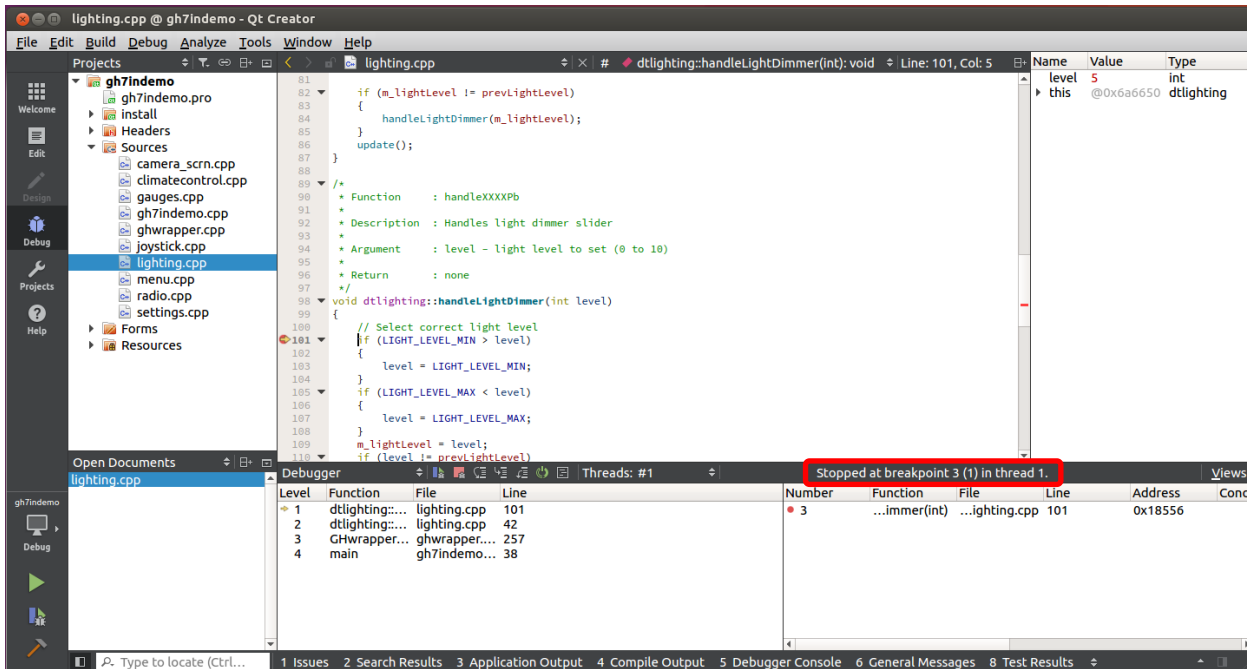 lighting.cpp @ gh7indemo - Qt Creator
File Edit Build Debug Analyze Tools Window Help
Projects
lighting.cpp
# dtlighting::handleLightDimmer(int): void
Line: 101, Col: 5
Welcome
Edit
Design
Debug
Projects
Help
gh7indemo
gh7indemo.pro
install
Headers
Sources
camera_scrn.cpp
climatecontrol.cpp
gauges.cpp
gh7indemo.cpp
ghwrapper.cpp
joystick.cpp
lighting.cpp
menu.cpp
radio.cpp
settings.cpp
Forms
Resources
81
82 if (m_lightLevel != prevLightLevel)
83 {
84 handleLightDimmer(m_lightLevel);
85 }
86 update();
87 }
88
89 /*
90 * Function : handleXXXXPb
91 *
92 * Description : Handles light dimmer slider
93 *
94 * Argument : level - light level to set (0 to 10)
95 *
96 * Return : none
97 */
98 void dtlighting::handleLightDimmer(int level)
99 {
100 // Select correct light level
101 if (LIGHT_LEVEL_MIN > level)
102 {
103 level = LIGHT_LEVEL_MIN;
104 }
105 if (LIGHT_LEVEL_MAX < level)
106 {
107 level = LIGHT_LEVEL_MAX;
108 }
109 m_lightLevel = level;
110 if (level != prevLightLevel)
Name Value Type
level 5 int
this @0x6a6650 dtlighting
Open Documents
lighting.cpp
gh7indemo
Debug
Debugger
Threads: #1
Stopped at breakpoint 3 (1) in thread 1.
Views
Level Function File Line
1 dtlighting::... lighting.cpp 101
2 dtlighting::... lighting.cpp 42
3 GHwrapper... ghwrapper.... 257
4 main gh7indemo... 38
Number Function File Line Address Conc
3 ...immer(int) ...ighting.cpp 101 0x18556
Type to locate (Ctrl...
1 Issues 2 Search Results 3 Application Output 4 Compile Output 5 Debugger Console 6 General Messages 8 Test Results